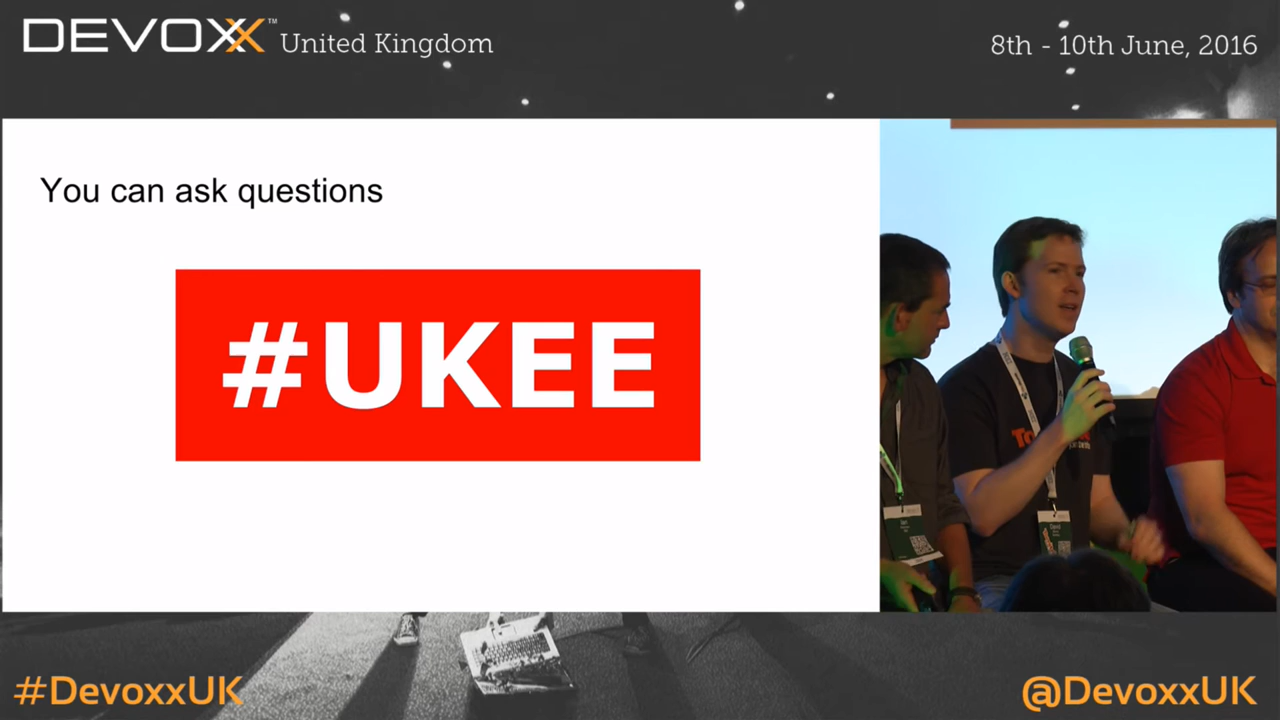 DEVOXX™ United Kingdom
8th - 10th June, 2016
You can ask questions
#UKEE
#DevoxxUK
@DevoxxUK